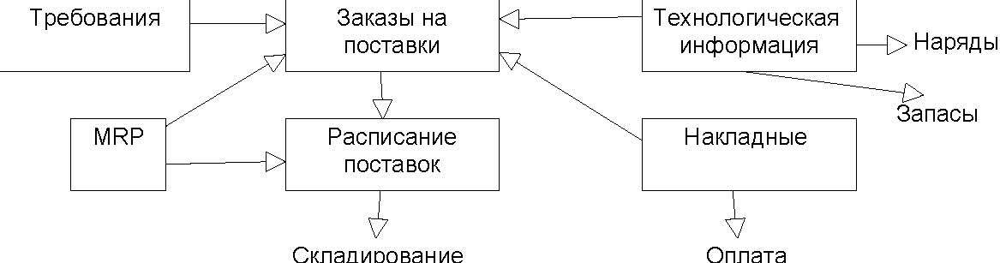 Требования
Заказы на
поставки
Технологическая
информация
Наряды
Запасы
MRP
Расписание
поставок
Накладные
Складирование
Оплата